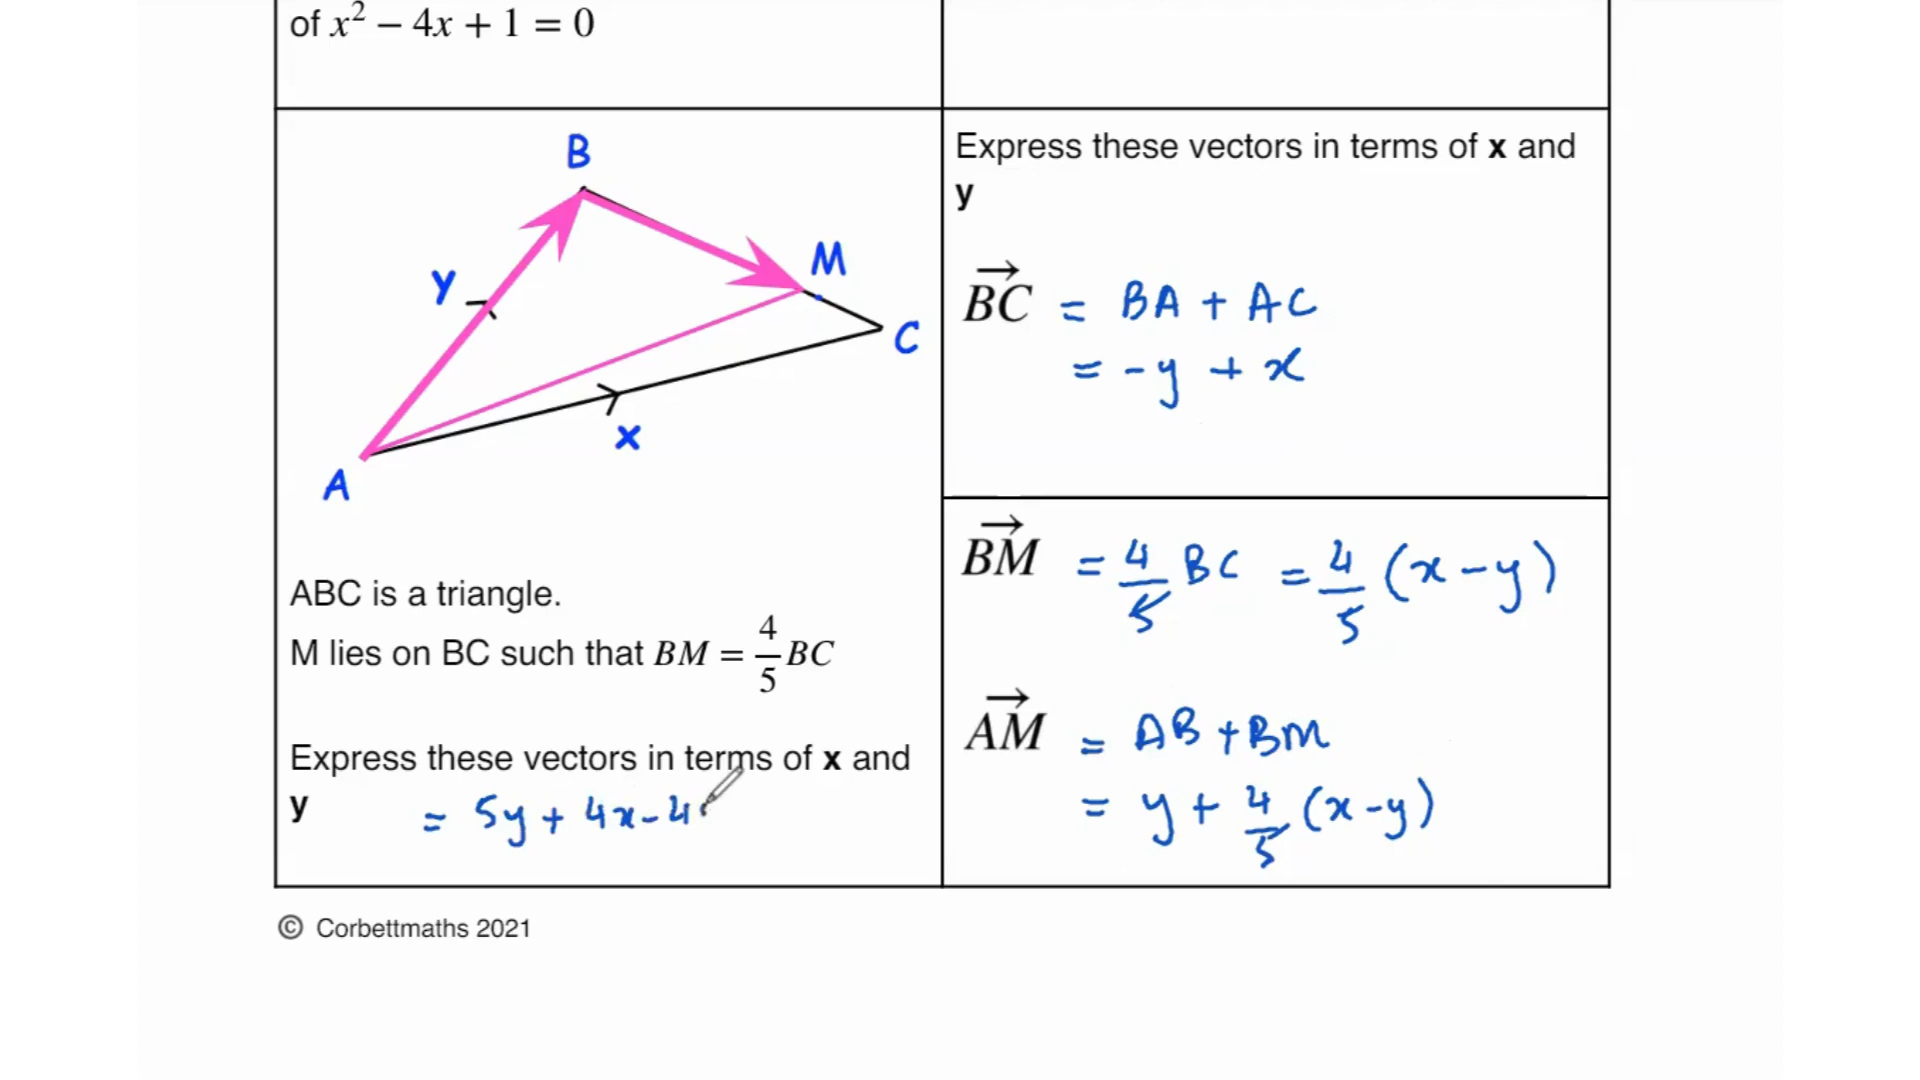 of x² − 4x + 1 = 0
B
y
M
C
x
A
ABC is a triangle.
M lies on BC such that BM = 4/5 BC
Express these vectors in terms of x and
y = 5y + 4x - 4
Express these vectors in terms of x and
y
→BC = BA + AC
= -y + x
→BM = 4/5 BC = 4/5 (x - y)
→AM = AB + BM
= y + 4/5 (x - y)
© Corbettmaths 2021